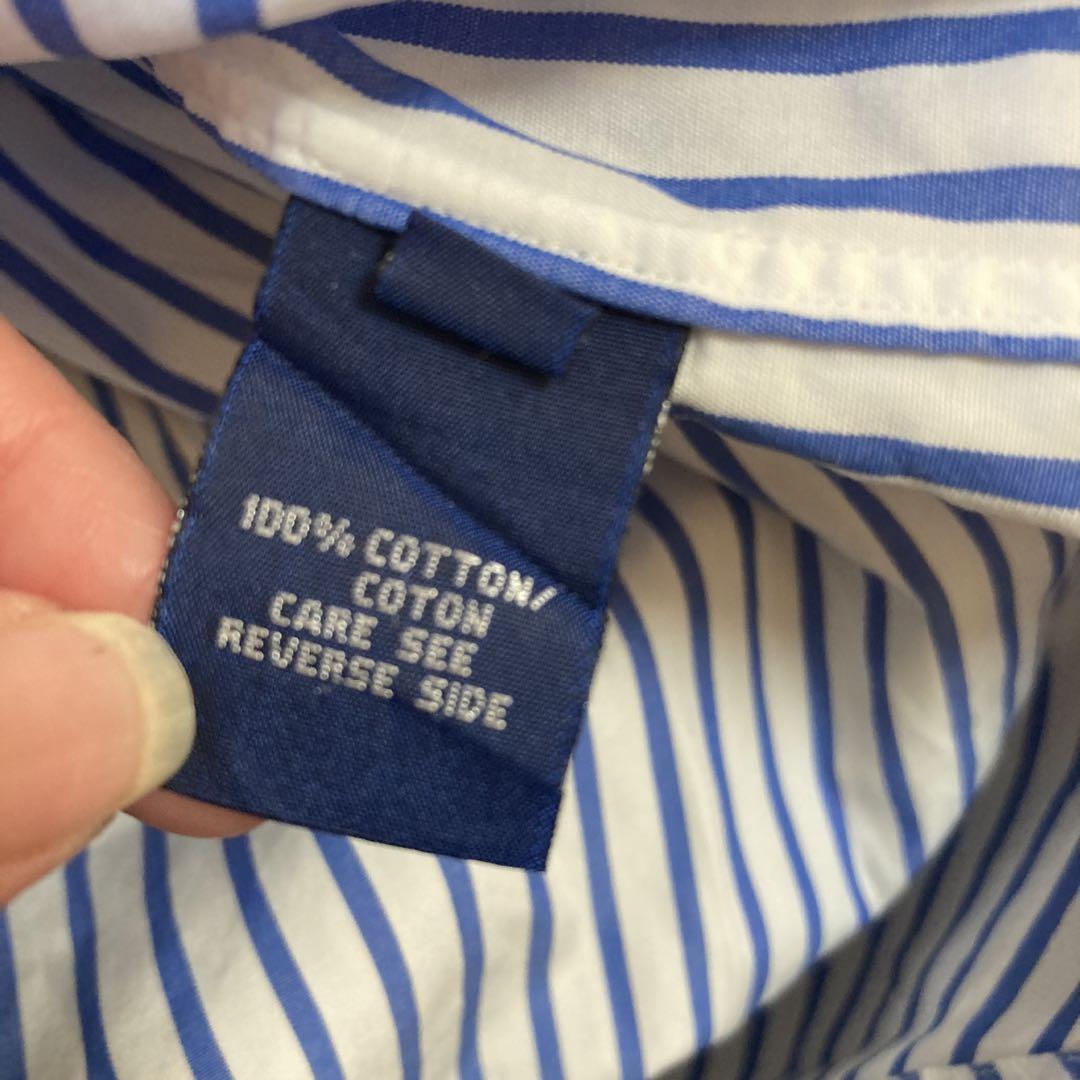 100% COTTON/
COTON
CARE SEE
REVERSE SIDE